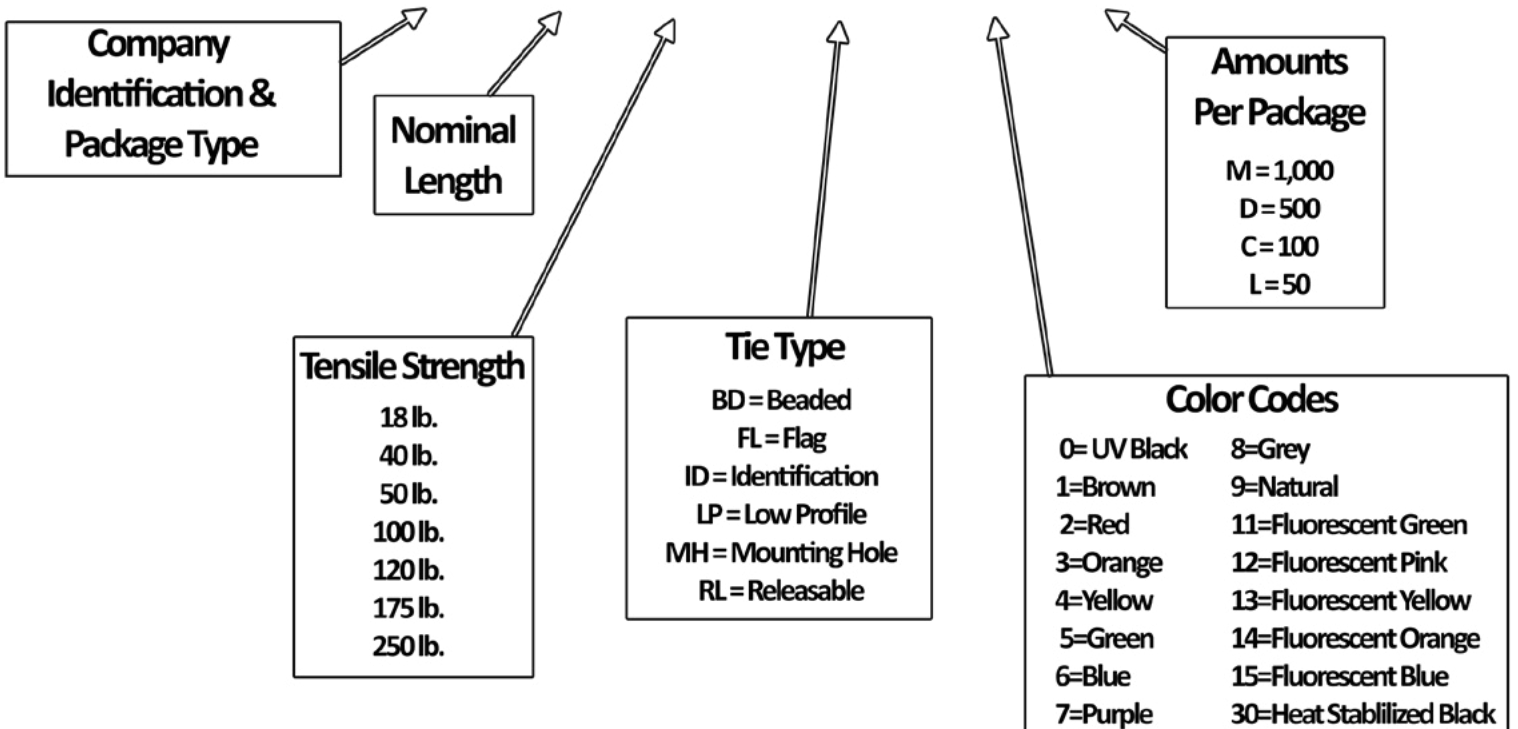 Company
Identification &
Package Type
Nominal
Length
Tensile Strength
18 lb.
40 lb.
50 lb.
100 lb.
120 lb.
175 lb.
250 lb.
Tie Type
BD = Beaded
FL = Flag
ID = Identification
LP = Low Profile
MH = Mounting Hole
RL = Releasable
Amounts
Per Package
M = 1,000
D = 500
C = 100
L = 50
Color Codes
0= UV Black 8=Grey
1=Brown 9=Natural
2=Red 11=Fluorescent Green
3=Orange 12=Fluorescent Pink
4=Yellow 13=Fluorescent Yellow
5=Green 14=Fluorescent Orange
6=Blue 15=Fluorescent Blue
7=Purple 30=Heat Stablilized Black